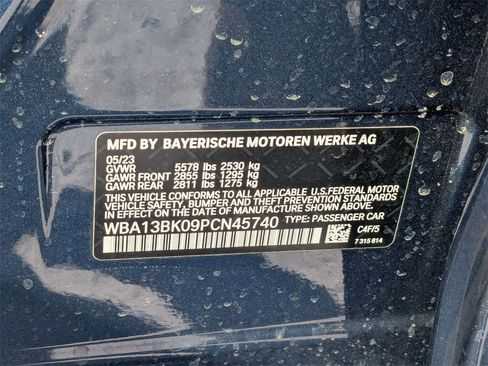 MFD BY BAYERISCHE MOTOREN WERKE AG
05/23
GVWR 5578 lbs 2530 kg
GAWR FRONT 2855 lbs 1295 kg
GAWR REAR 2811 lbs 1275 kg
THIS VEHICLE CONFORMS TO ALL APPLICABLE U.S.FEDERAL MOTOR
VEHICLE SAFETY, BUMPER, AND THEFT PREVENTION STANDARDS IN
EFFECT ON THE DATE OF MANUFACTURE SHOWN ABOVE.
WBA13BK09PCN45740 TYPE: PASSENGER CAR
C4F/5
7 315 814